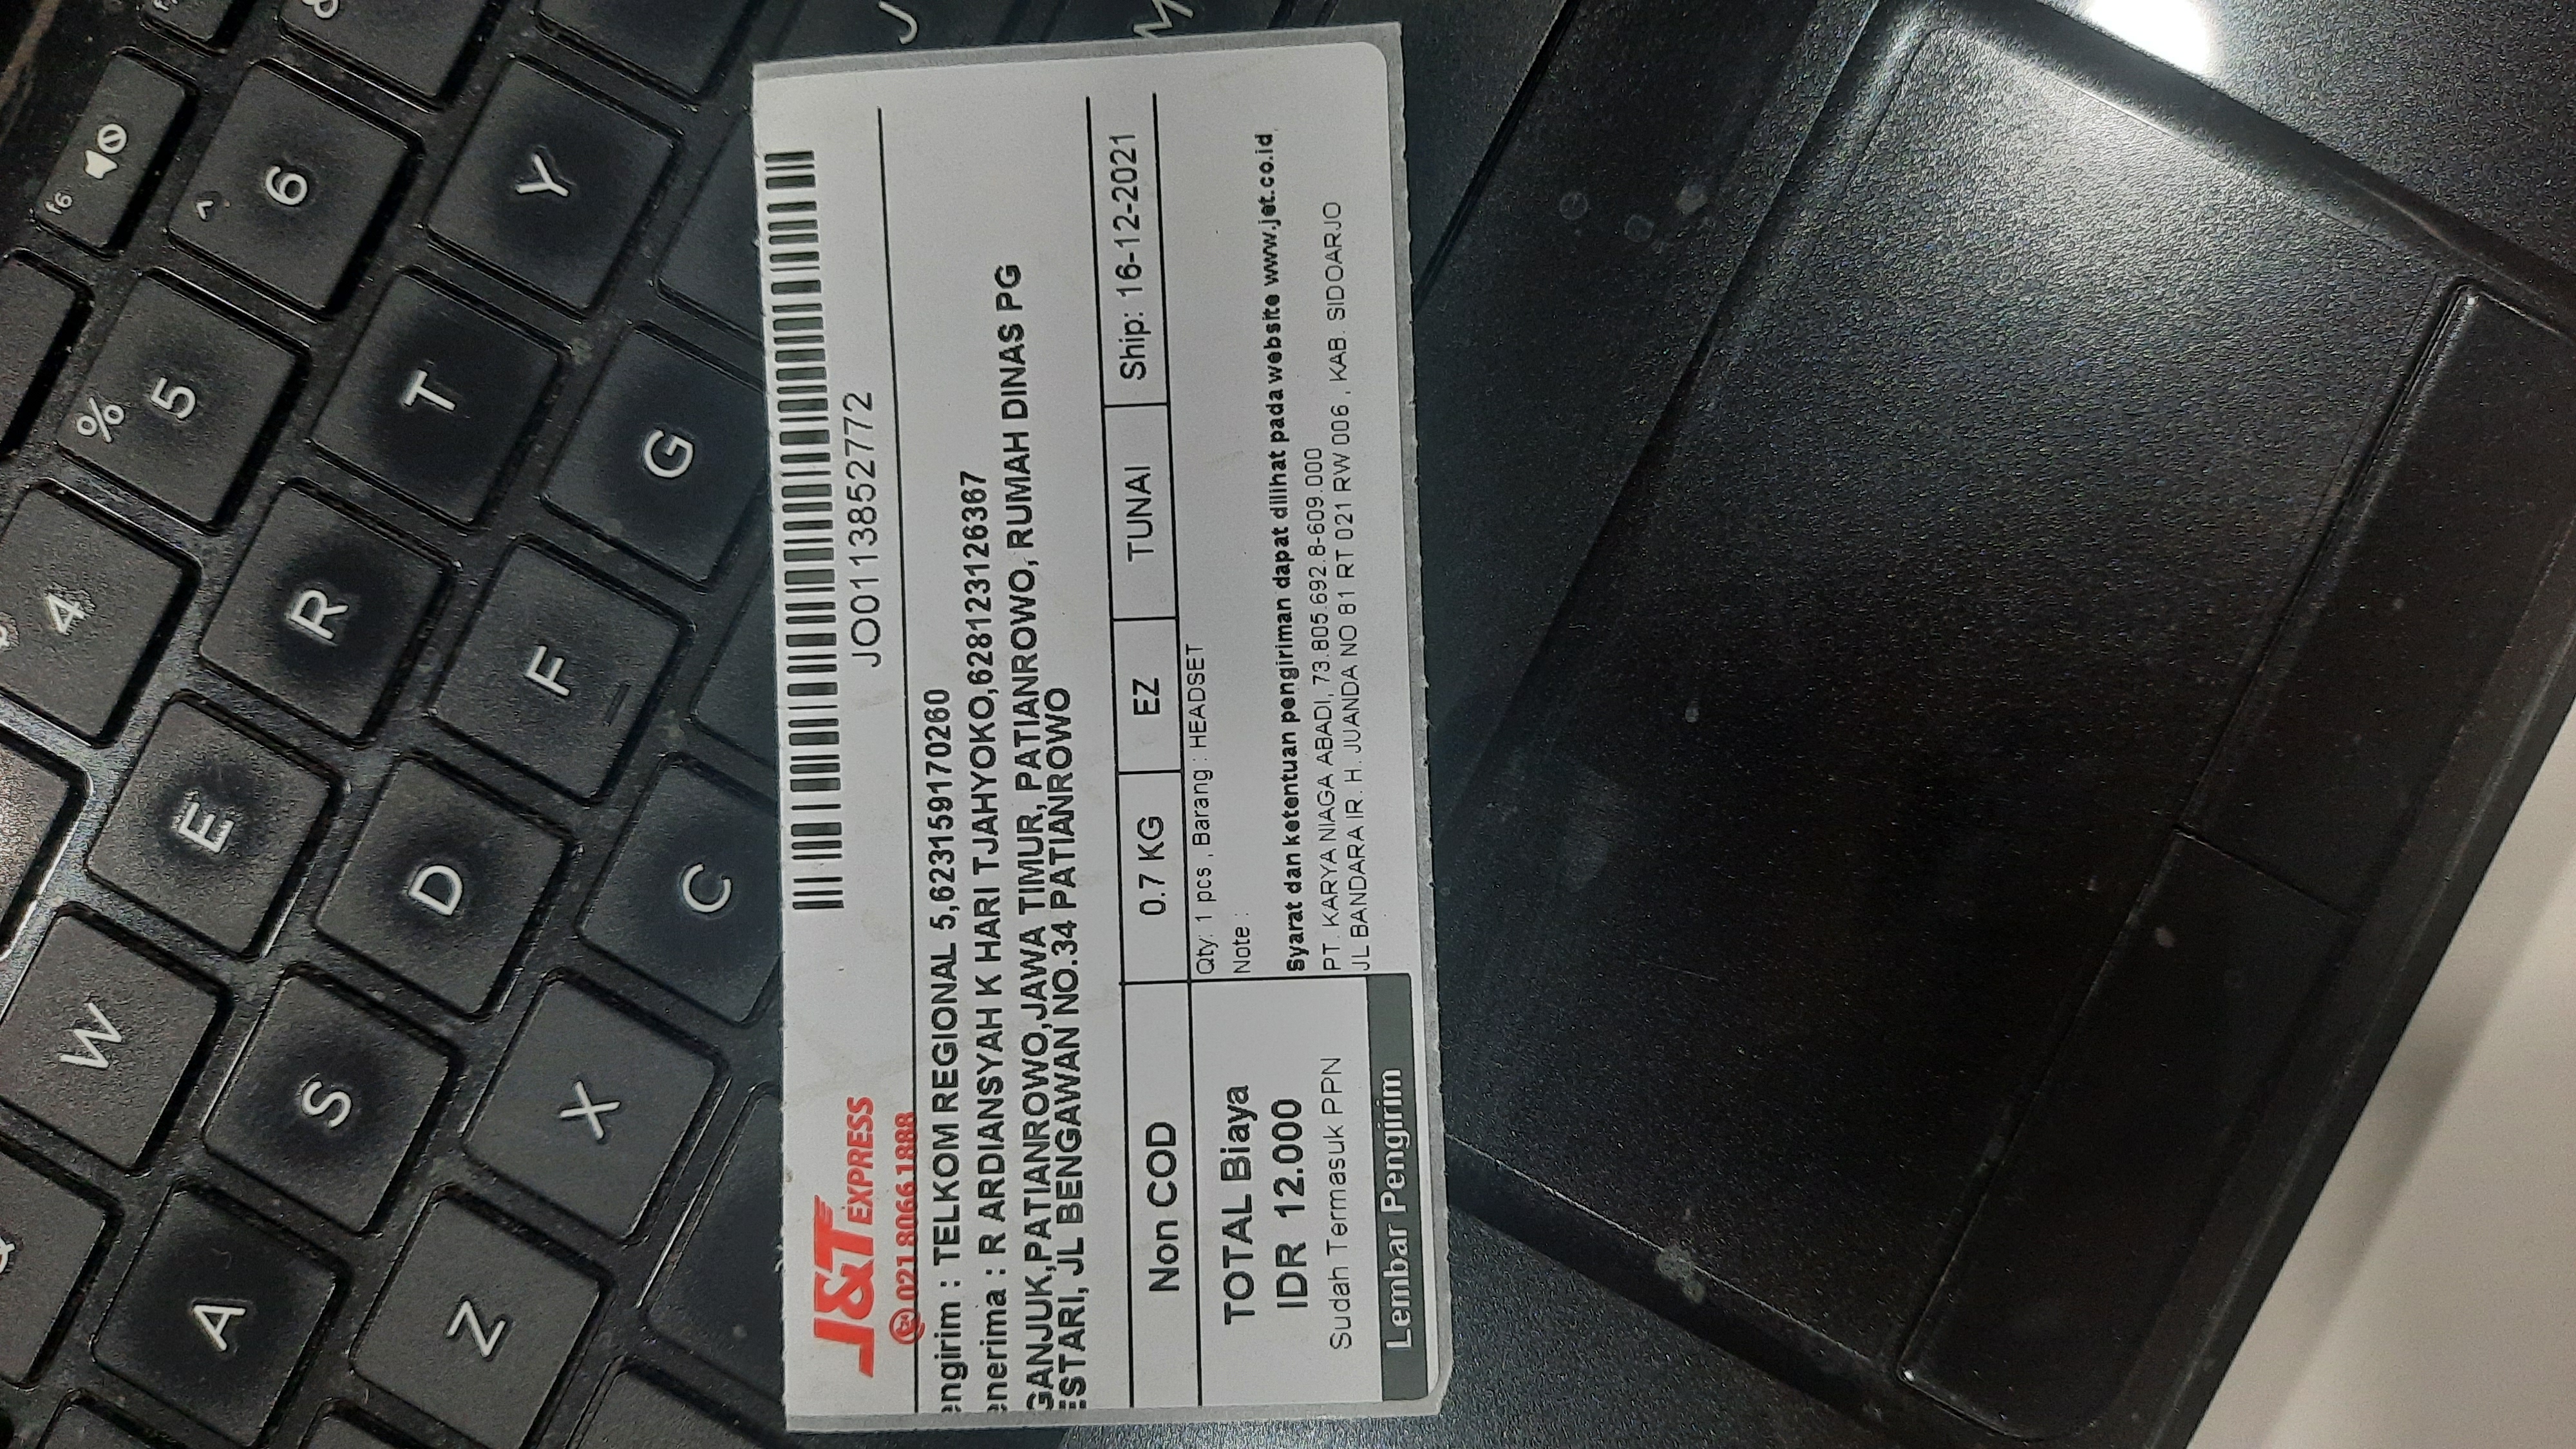 W
4
%
5
f6
A
S
E
R
^
6
Z
D
T
X
F
Y
C
G
J
M
J&T EXPRESS
021 8066 1888
JO0113852772
engirim : TELKOM REGIONAL 5,623159170260
enerima : R ARDIANSYAH K HARI TJAHYOKO,628123126367
GANJUK,PATIANROWO,JAWA TIMUR, PATIANROWO, RUMAH DINAS PG
ESTARI, JL BENGAWAN NO.34 PATIANROWO
Non COD 0.7 KG EZ TUNAI Ship: 16-12-2021
TOTAL Biaya
IDR 12.000
Sudah Termasuk PPN
Lembar Pengirim
Qty: 1 pcs , Barang : HEADSET
Note :
Syarat dan ketentuan pengiriman dapat dilihat pada website www.jet.co.id
PT. KARYA NIAGA ABADI, 73.805.692.8-609.000
JL BANDARA IR. H. JUANDA NO 81 RT 021 RW 006 , KAB. SIDOARJO